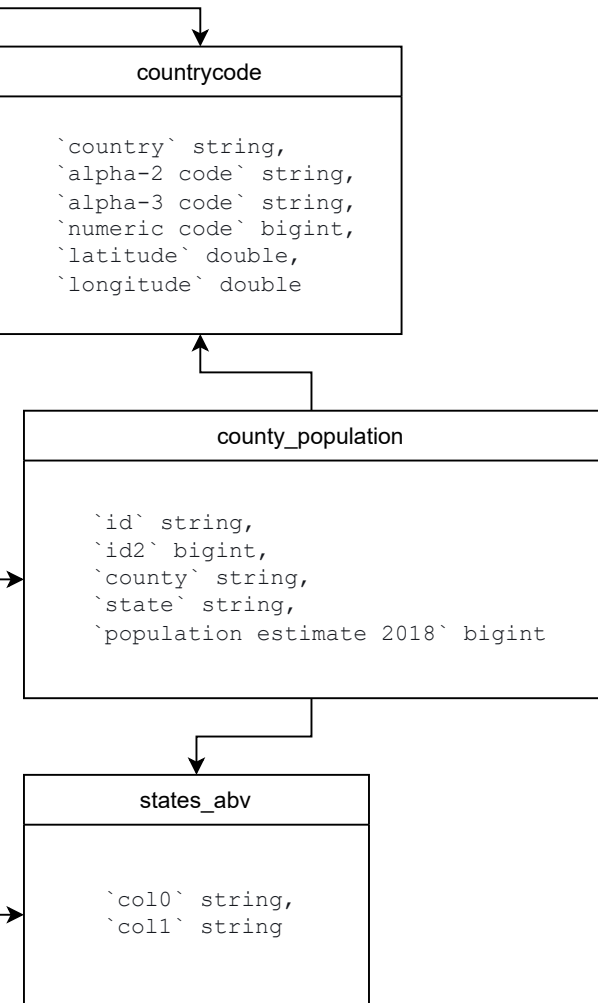 countrycode
`country` string,
`alpha-2 code` string,
`alpha-3 code` string,
`numeric code` bigint,
`latitude` double,
`longitude` double
county_population
`id` string,
`id2` bigint,
`county` string,
`state` string,
`population estimate 2018` bigint
states_abv
`col0` string,
`col1` string